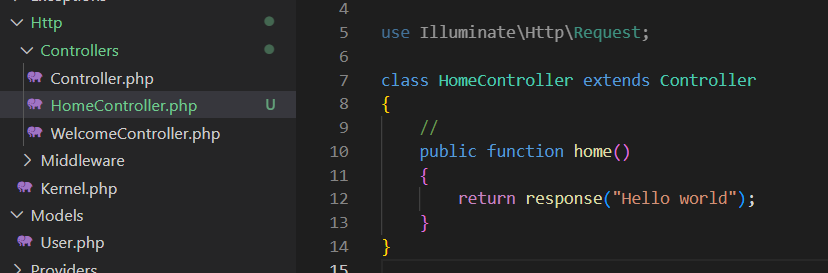 Http
Controllers
Controller.php
HomeController.php U
WelcomeController.php
Middleware
Kernel.php
Models
User.php
Providers
4
5 use Illuminate\Http\Request;
6
7 class HomeController extends Controller
8 {
9 //
10 public function home()
11 {
12 return response("Hello world");
13 }
14 }
15